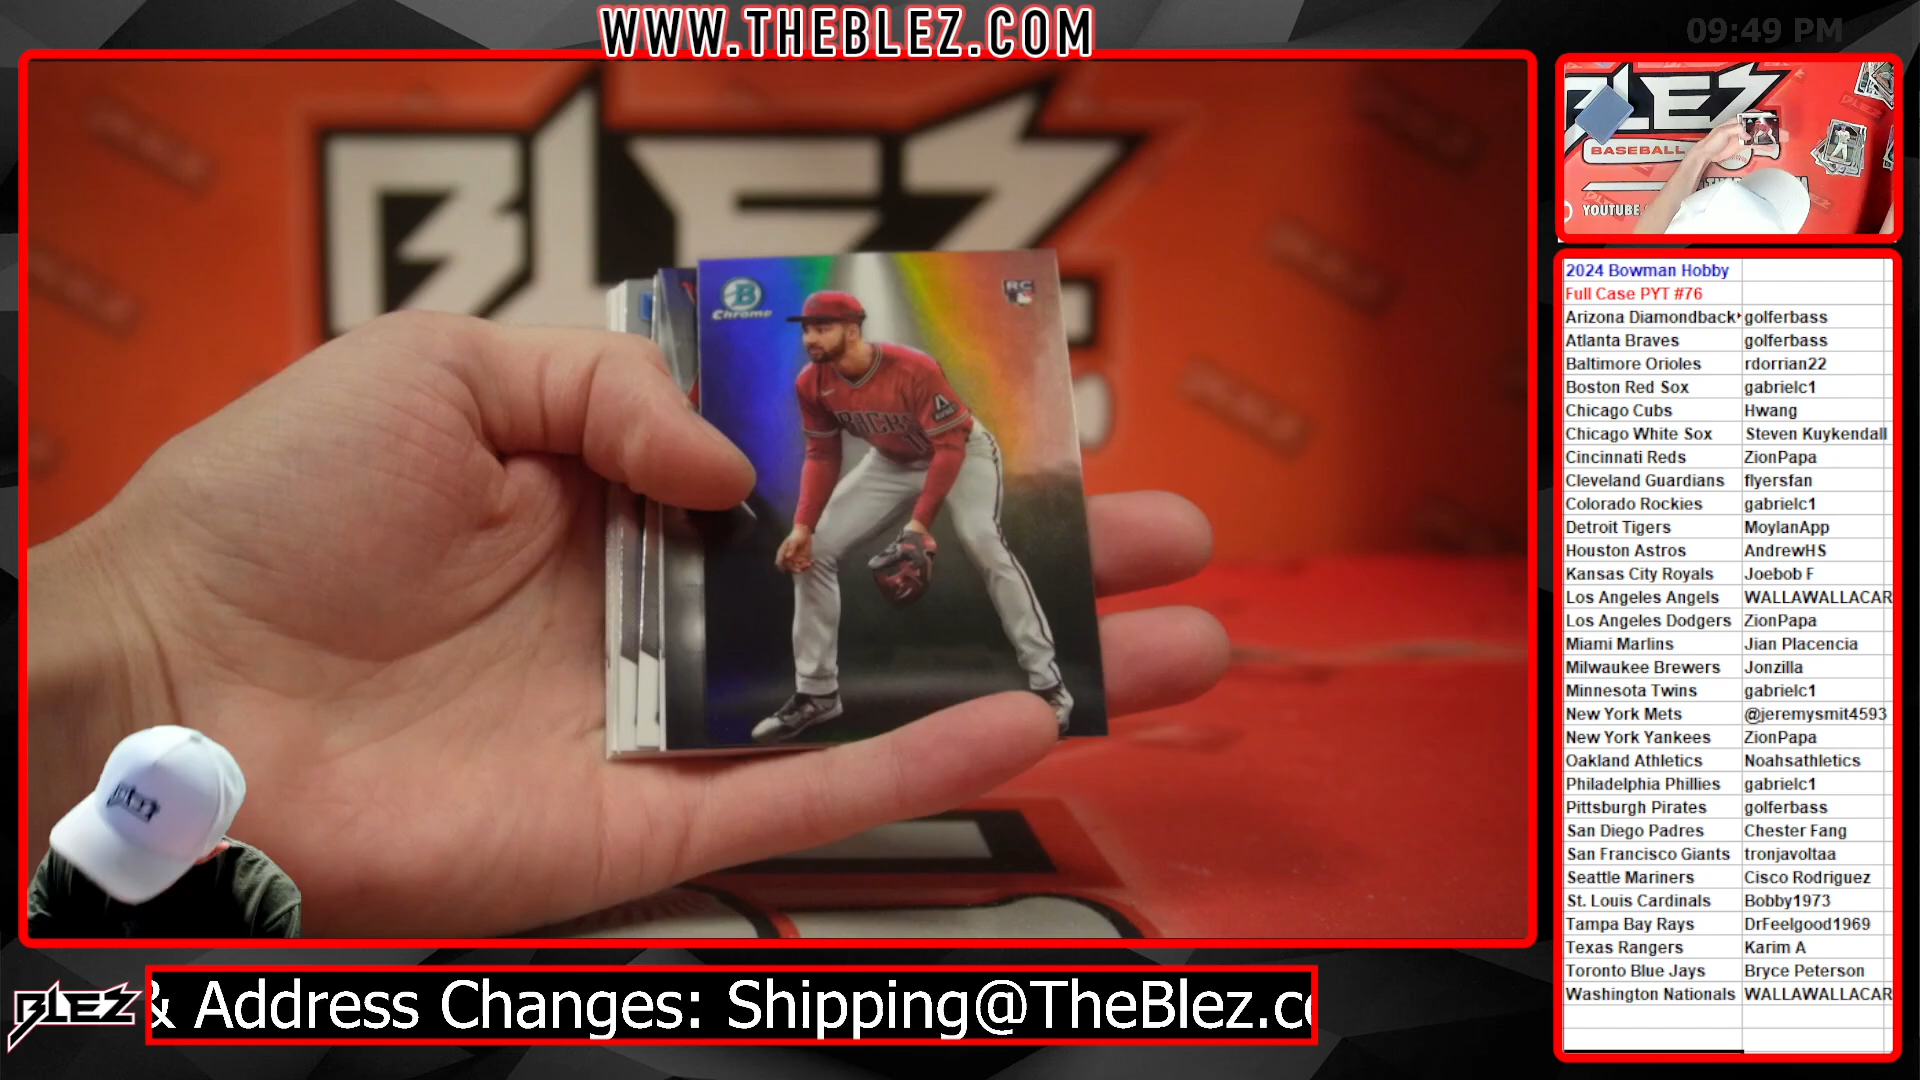 WWW.THEBLEZ.COM
09:49 PM
BLEZ
B
Chrome
RC
BLEZ
BASEBALL
YOUTUBE
2024 Bowman Hobby
Full Case PYT #76
Arizona Diamondback golferbass
Atlanta Braves golferbass
Baltimore Orioles rdorrian22
Boston Red Sox gabrielc1
Chicago Cubs Hwang
Chicago White Sox Steven Kuykendall
Cincinnati Reds ZionPapa
Cleveland Guardians flyersfan
Colorado Rockies gabrielc1
Detroit Tigers MoylanApp
Houston Astros AndrewHS
Kansas City Royals Joebob F
Los Angeles Angels WALLAWALLACAR
Los Angeles Dodgers ZionPapa
Miami Marlins Jian Placencia
Milwaukee Brewers Jonzilla
Minnesota Twins gabrielc1
New York Mets @jeremysmit4593
New York Yankees ZionPapa
Oakland Athletics Noahsathletics
Philadelphia Phillies gabrielc1
Pittsburgh Pirates golferbass
San Diego Padres Chester Fang
San Francisco Giants tronjavoltaa
Seattle Mariners Cisco Rodriguez
St. Louis Cardinals Bobby1973
Tampa Bay Rays DrFeelgood1969
Texas Rangers Karim A
Toronto Blue Jays Bryce Peterson
Washington Nationals WALLAWALLACAR
BLEZ
& Address Changes: Shipping@TheBlez.co